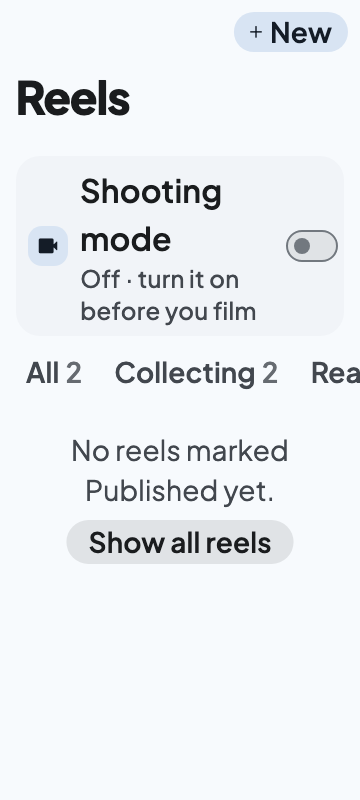 + New
Reels
Shooting
mode
Off · turn it on
before you film
All 2 Collecting 2 Rea
No reels marked
Published yet.
Show all reels